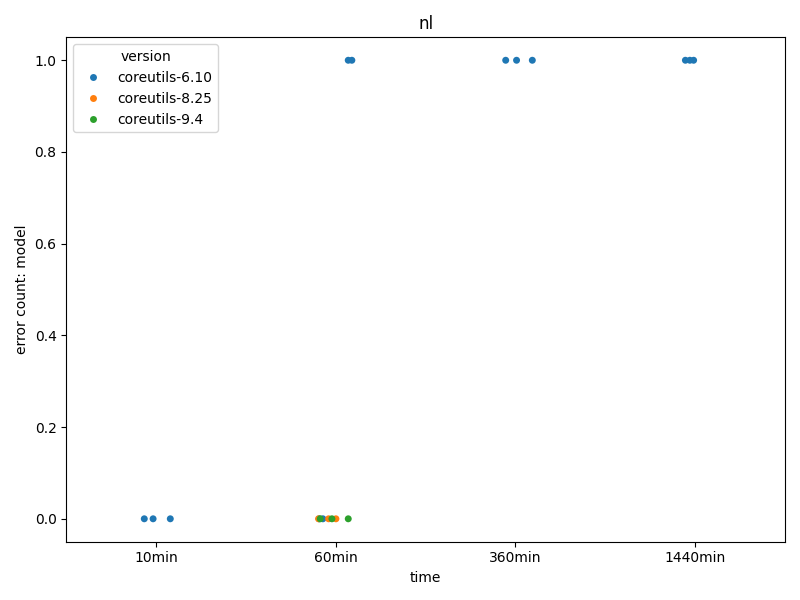 nl
version
coreutils-6.10
coreutils-8.25
coreutils-9.4
1.0
0.8
0.6
0.4
0.2
0.0
error count: model
10min
60min
360min
1440min
time